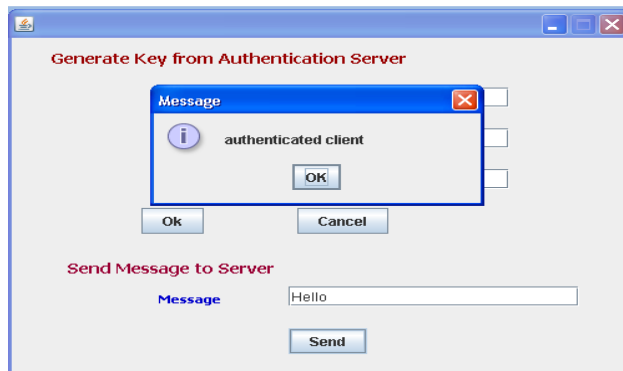 Generate Key from Authentication Server
Message
authenticated client
OK
Ok Cancel
Send Message to Server
Message Hello
Send